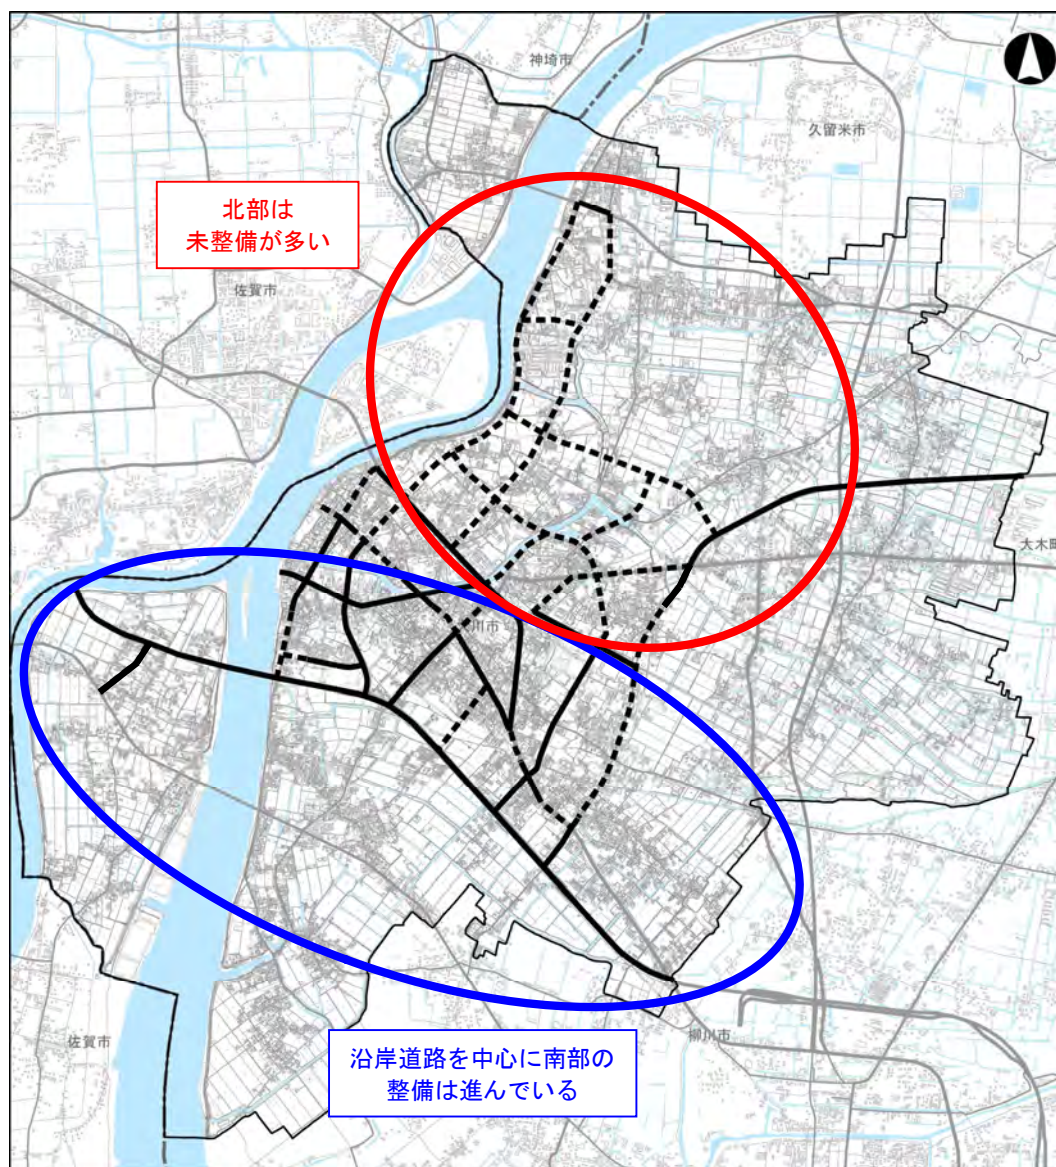 神埼市
久留米市
北部は
未整備が多い
佐賀市
大木町
川市
佐賀市
柳川市
沿岸道路を中心に南部の
整備は進んでいる